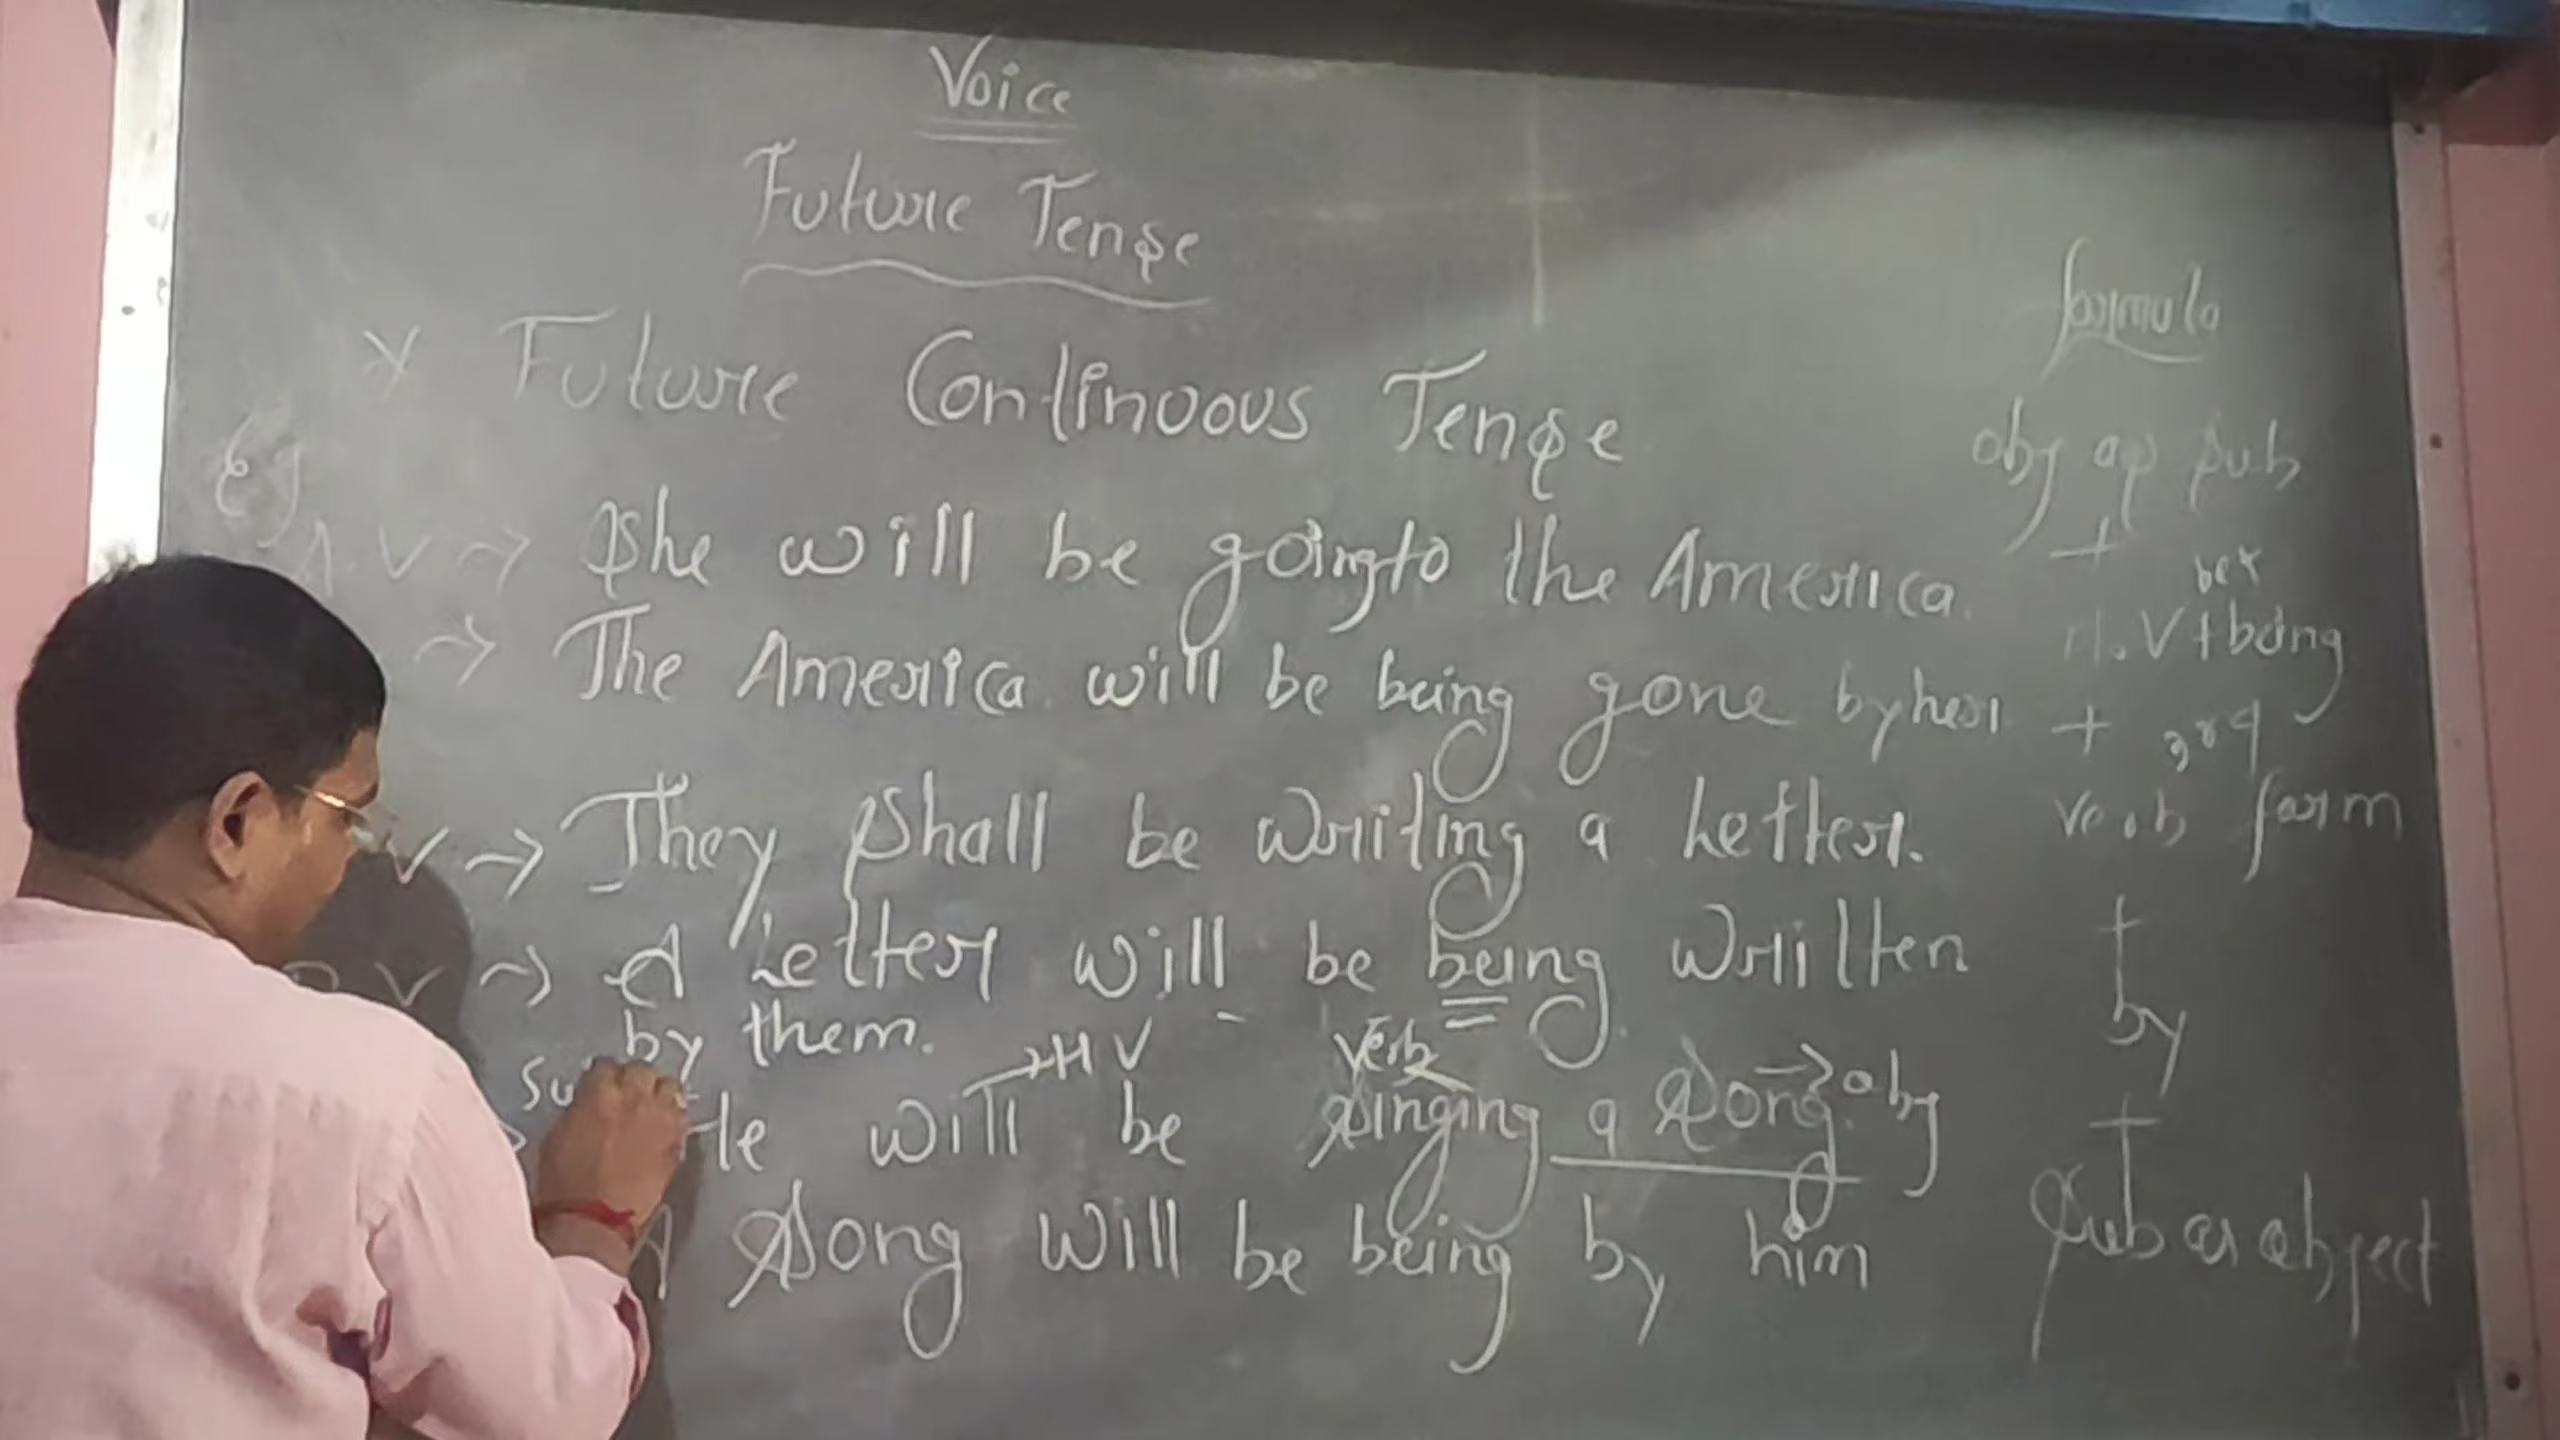 Voice
Future Tense
Future Continuous Tense
Eg
A.V → She will be going to the America.
→ The America will be being gone by her
V → They shall be writing a Letter.
V → A Letter will be being written
by them.
→ H V
Verb
→ obj
He will be singing a song.
A song will be being by him
formula
obj as sub
+
be +
H.V + being
+ 3rd
verb form
+
by
+
sub as object